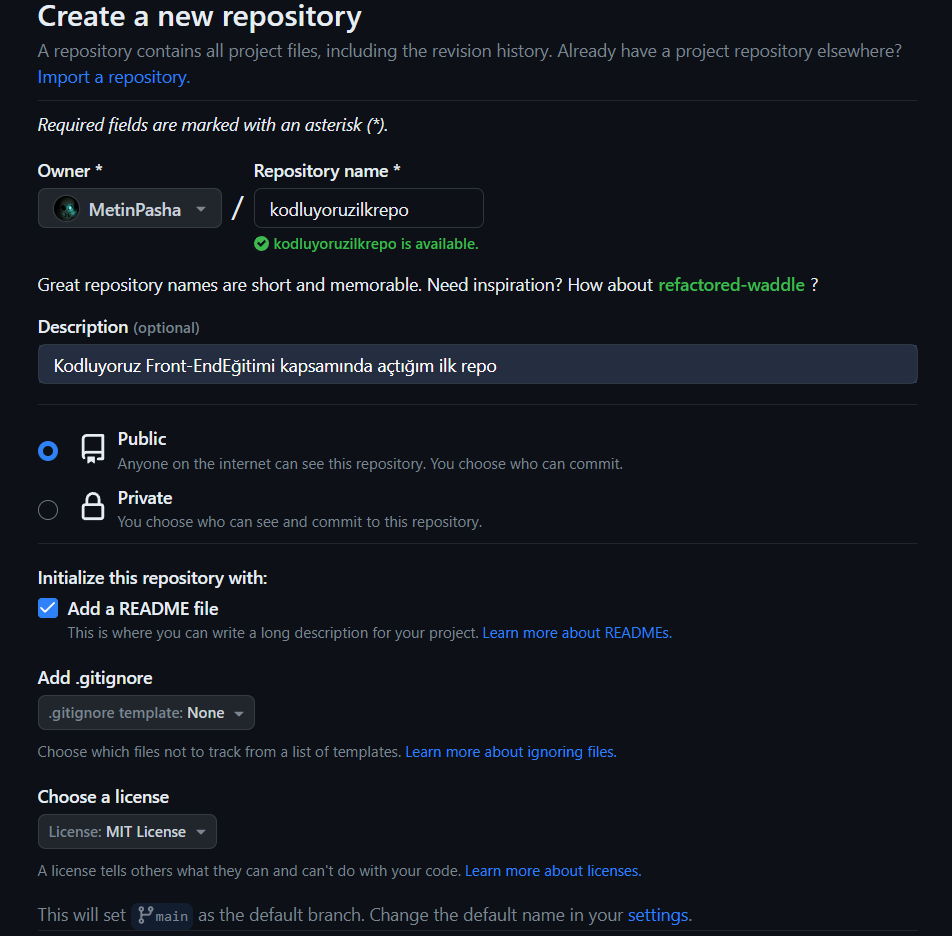 Create a new repository
A repository contains all project files, including the revision history. Already have a project repository elsewhere?
Import a repository.
Required fields are marked with an asterisk (*).
Owner *
Repository name *
MetinPasha
/
kodluyoruzilkrepo
kodluyoruzilkrepo is available.
Great repository names are short and memorable. Need inspiration? How about refactored-waddle ?
Description (optional)
Kodluyoruz Front-EndEğitimi kapsamında açtığım ilk repo
Public
Anyone on the internet can see this repository. You choose who can commit.
Private
You choose who can see and commit to this repository.
Initialize this repository with:
Add a README file
This is where you can write a long description for your project. Learn more about READMEs.
Add .gitignore
.gitignore template: None
Choose which files not to track from a list of templates. Learn more about ignoring files.
Choose a license
License: MIT License
A license tells others what they can and can't do with your code. Learn more about licenses.
This will set main as the default branch. Change the default name in your settings.